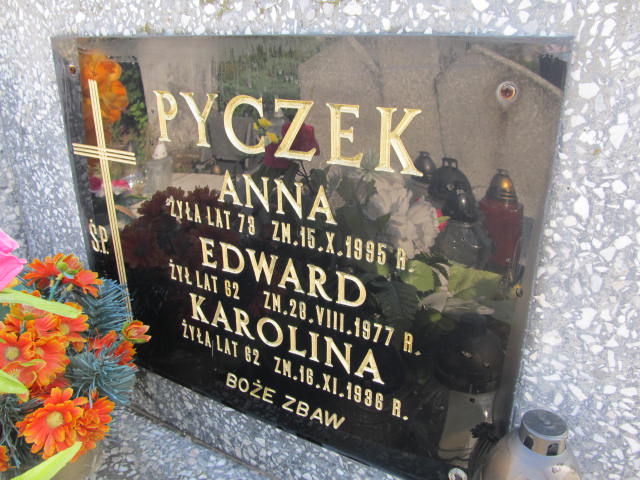 PYCZEK
Ś.P.
ANNA
ŻYŁA LAT 73 ZM.15.X.1995 R.
EDWARD
ŻYŁ LAT 62 ZM.28.VIII.1977 R.
KAROLINA
ŻYŁA LAT 62 ZM.16.XI.1936 R.
BOŻE ZBAW